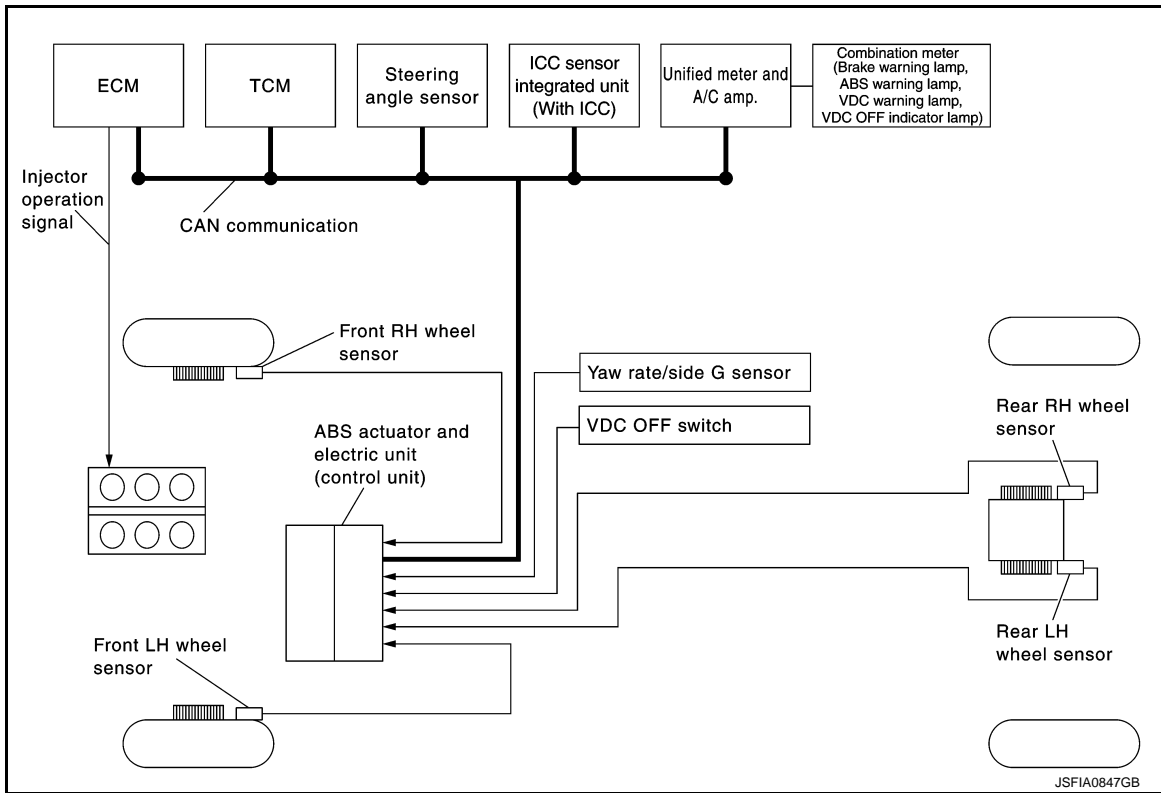 ECM
TCM
Steering
angle sensor
ICC sensor
integrated unit
(With ICC)
Unified meter and
A/C amp.
Combination meter
(Brake warning lamp,
ABS warning lamp,
VDC warning lamp,
VDC OFF indicator lamp)
Injector
operation
signal
CAN communication
Front RH wheel
sensor
Yaw rate/side G sensor
VDC OFF switch
ABS actuator and
electric unit
(control unit)
Rear RH wheel
sensor
Front LH wheel
sensor
Rear LH
wheel sensor
JSFIA0847GB